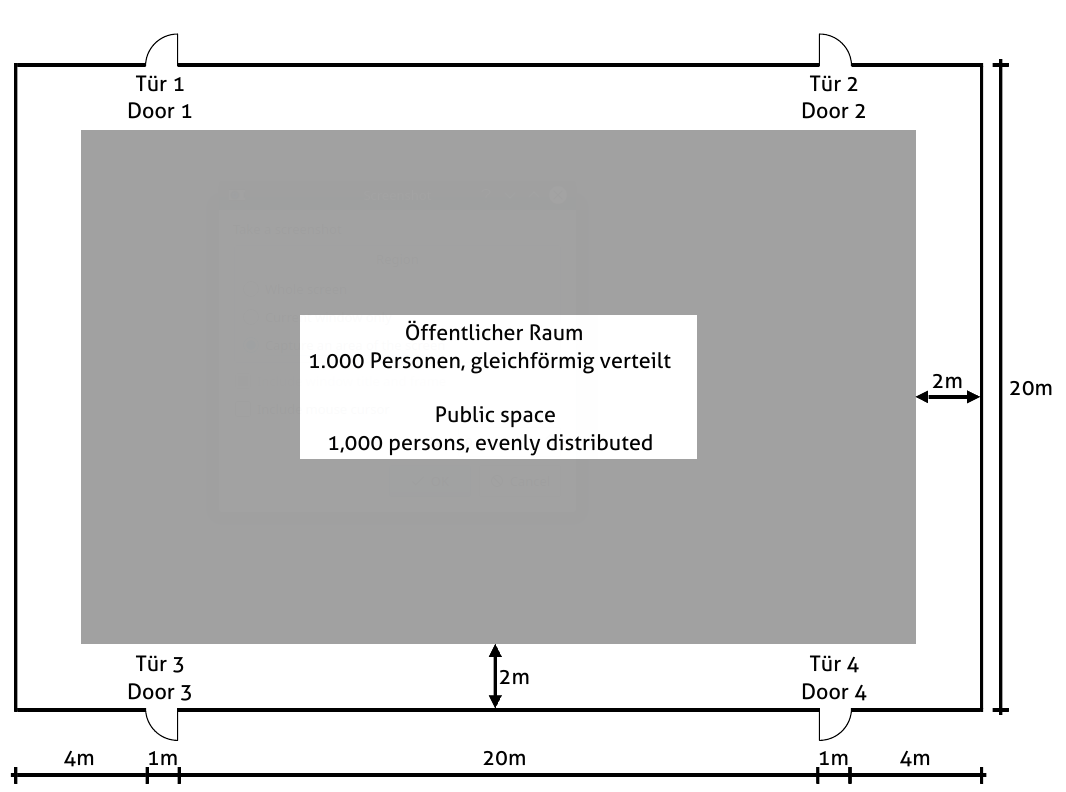 Tür 1
Door 1
Tür 2
Door 2
Öffentlicher Raum
1.000 Personen, gleichförmig verteilt
Public space
1,000 persons, evenly distributed
2m
20m
Tür 3
Door 3
2m
Tür 4
Door 4
4m
1m
20m
1m
4m